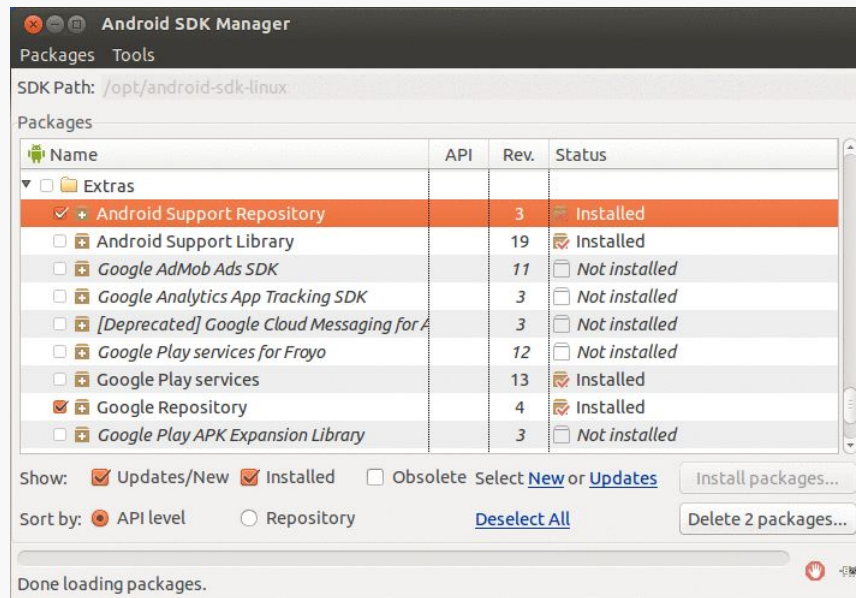 Android SDK Manager
Packages Tools
SDK Path: /opt/android-sdk-linux
Packages
Name API Rev. Status
Extras
Android Support Repository 3 Installed
Android Support Library 19 Installed
Google AdMob Ads SDK 11 Not installed
Google Analytics App Tracking SDK 3 Not installed
[Deprecated] Google Cloud Messaging for A 3 Not installed
Google Play services for Froyo 12 Not installed
Google Play services 13 Installed
Google Repository 4 Installed
Google Play APK Expansion Library 3 Not installed
Show: Updates/New Installed Obsolete Select New or Updates Install packages...
Sort by: API level Repository Deselect All Delete 2 packages...
Done loading packages.